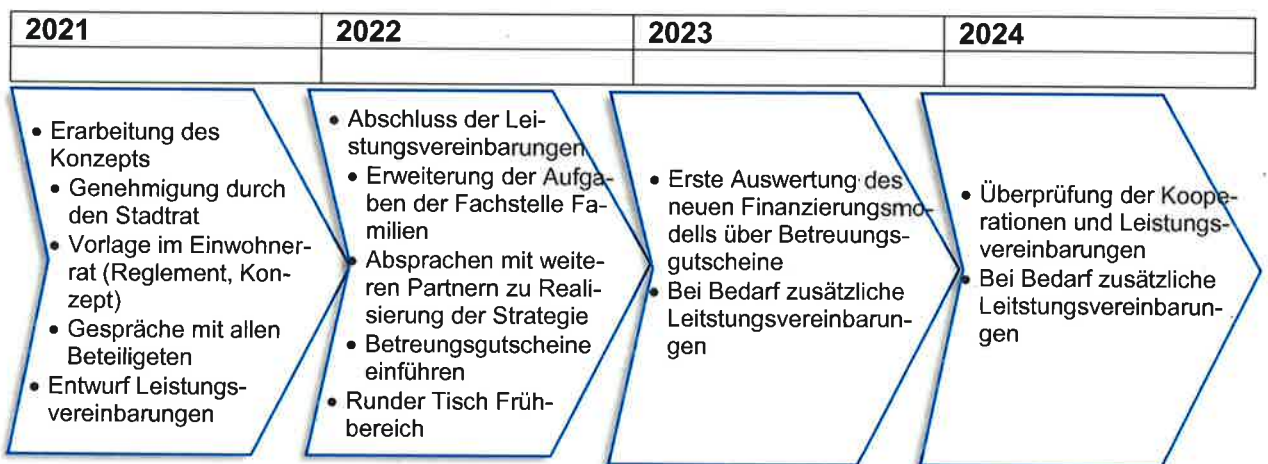 2021
2022
2023
2024
• Erarbeitung des
Konzepts
• Genehmigung durch
den Stadtrat
• Vorlage im Einwohner-
rat (Reglement, Kon-
zept)
• Gespräche mit allen
Beteiligeten
• Entwurf Leistungs-
vereinbarungen
• Abschluss der Lei-
stungsvereinbarungen
• Erweiterung der Aufga-
ben der Fachstelle Fa-
milien
• Absprachen mit weite-
ren Partnern zu Reali-
sierung der Strategie
• Betreungsgutscheine
einführen
• Runder Tisch Früh-
bereich
• Erste Auswertung des
neuen Finanzierungsmo-
dells über Betreuungs-
gutscheine
• Bei Bedarf zusätzliche
Leitstungsvereinbarun-
gen
• Überprüfung der Koope-
rationen und Leistungs-
vereinbarungen
• Bei Bedarf zusätzliche
Leitstungsvereinbarun-
gen